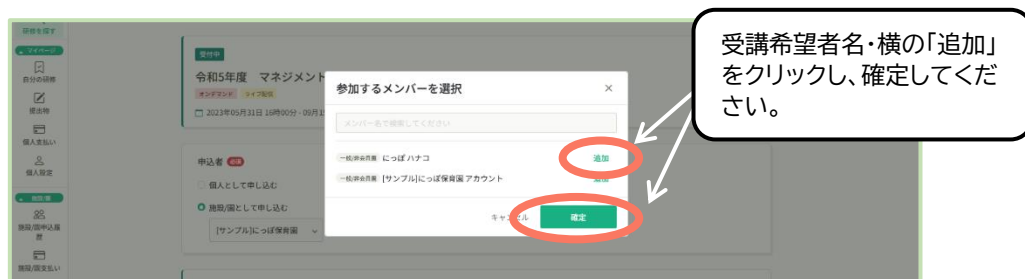 研修を探す
マイページ
自分の研修
提出物
個人支払い
個人設定
施設/園
施設/園申込履
歴
施設/園支払い
受付中
令和5年度 マネジメント
オンデマンド ライブ配信
2023年05月31日 16時00分 - 09月1
申込者 必須
個人として申し込む
施設/園として申し込む
[サンプル]にっぽ保育園
参加するメンバーを選択 ×
メンバー名で検索してください
一般/非会員園 にっぽ ハナコ 追加
一般/非会員園 [サンプル]にっぽ保育園 アカウント 追加
キャンセル 確定
受講希望者名・横の「追加」
をクリックし、確定してくだ
さい。